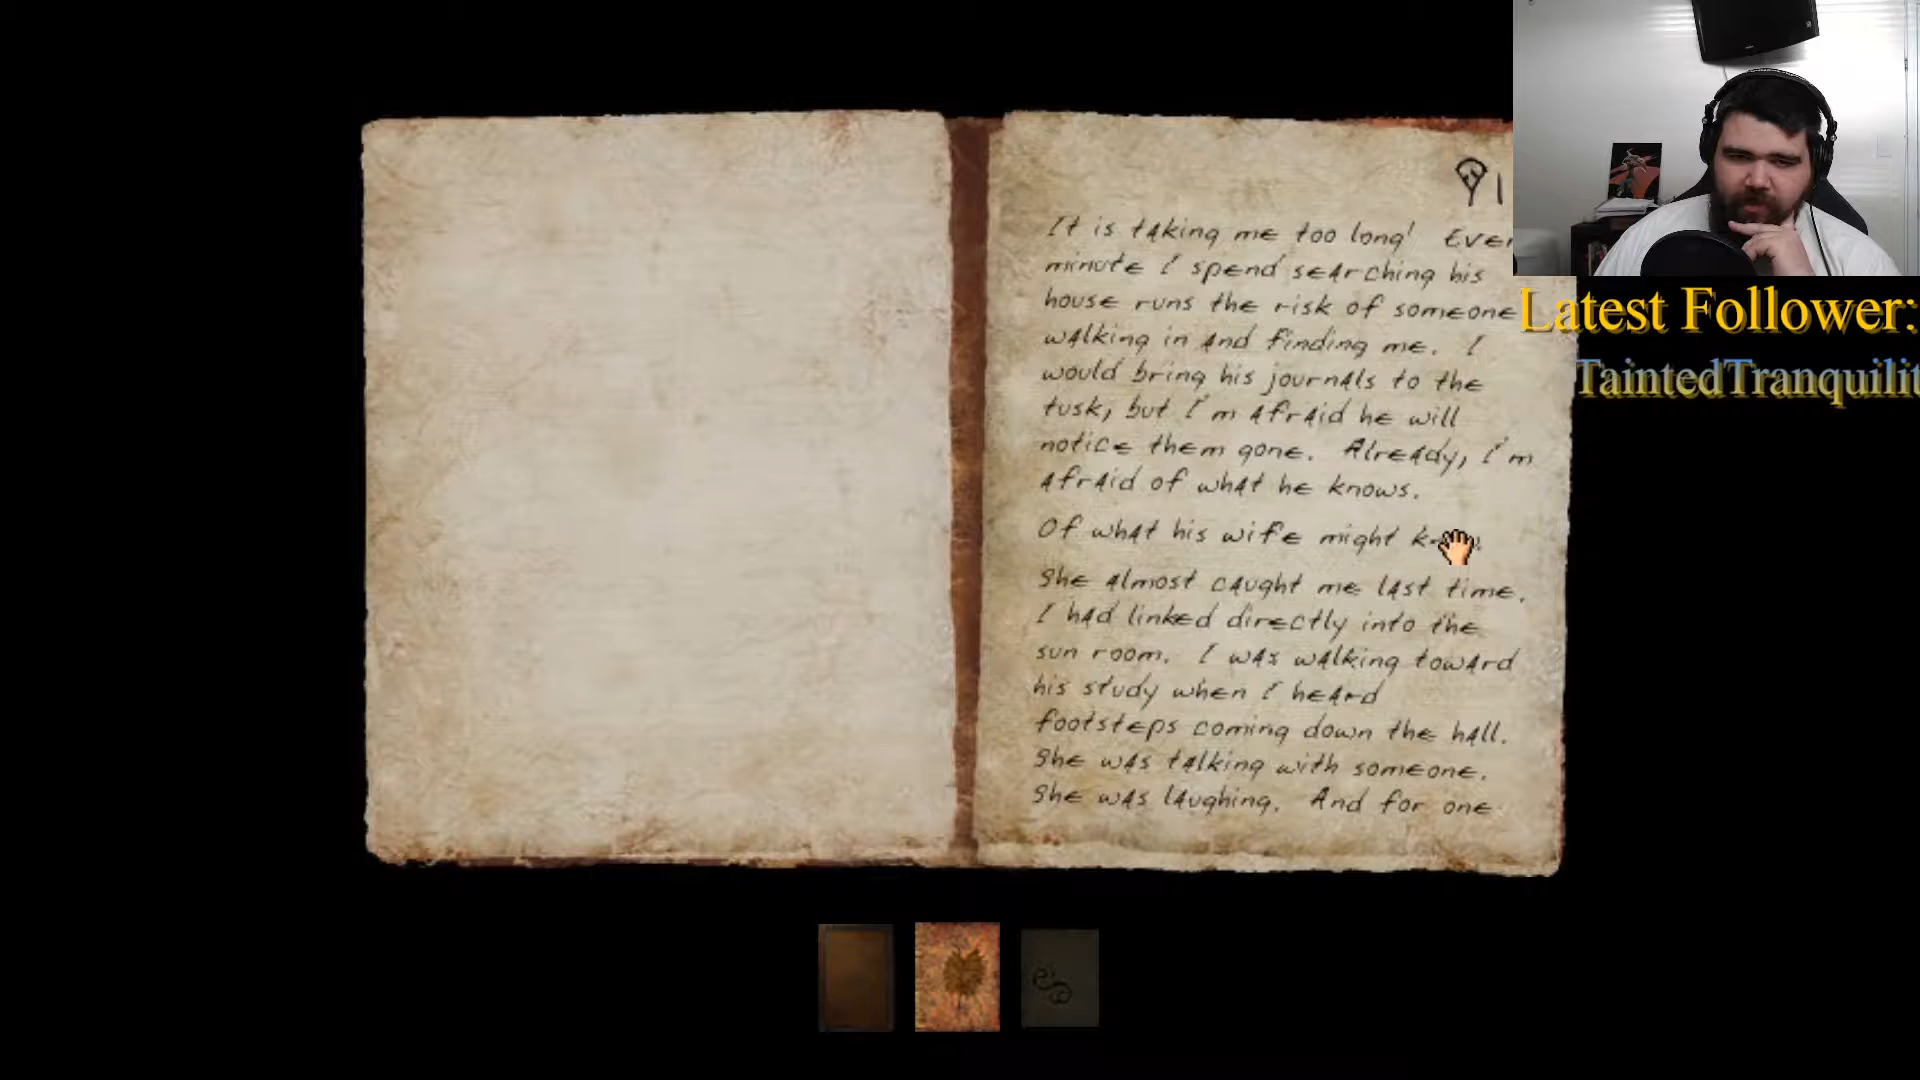 It is taking me too long! Ever
minute I spend searching his
house runs the risk of someone
walking in and finding me. I
would bring his journals to the
tusk, but I'm afraid he will
notice them gone. Already, I'm
afraid of what he knows.
Of what his wife might
She almost caught me last time.
I had linked directly into the
sun room. I was walking toward
his study when I heard
footsteps coming down the hall.
She was talking with someone.
She was laughing. And for one
Latest Follower:
TaintedTranquilit